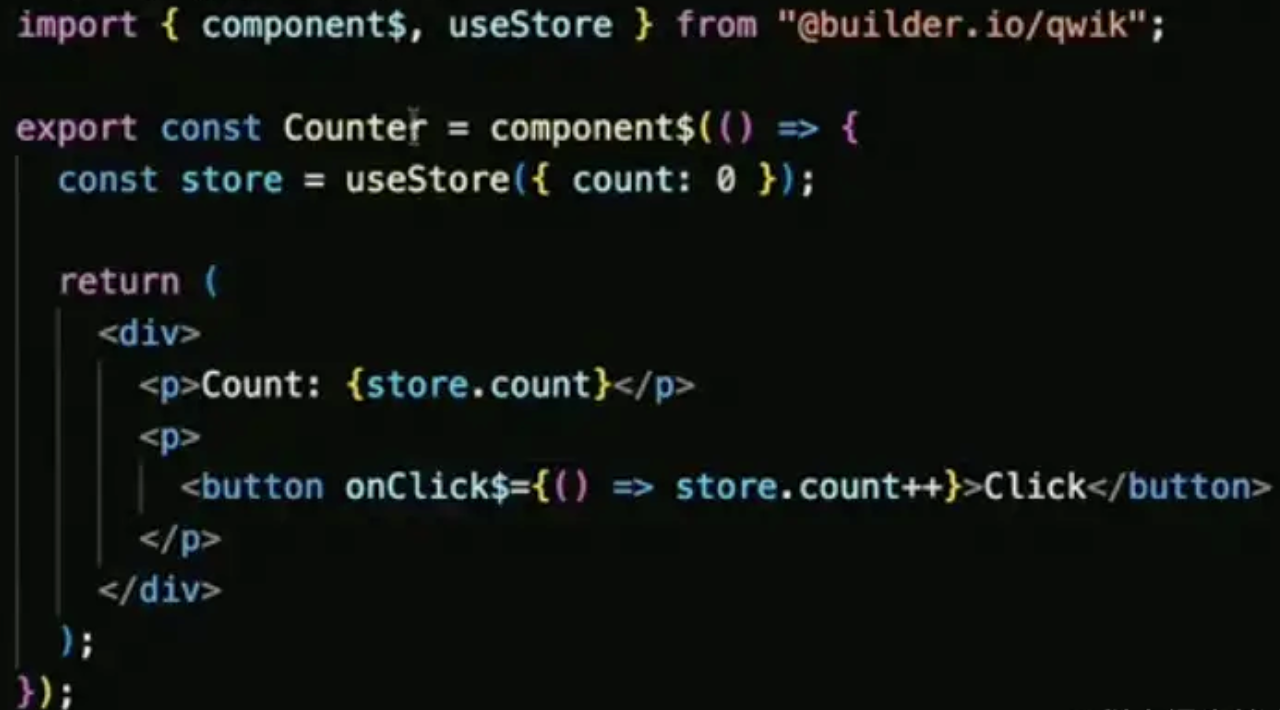 import { component$, useStore } from "@builder.io/qwik";
export const Counter = component$(() => {
const store = useStore({ count: 0 });
return (
<div>
<p>Count: {store.count}</p>
<p>
<button onClick$={() => store.count++}>Click</button>
</p>
</div>
);
});